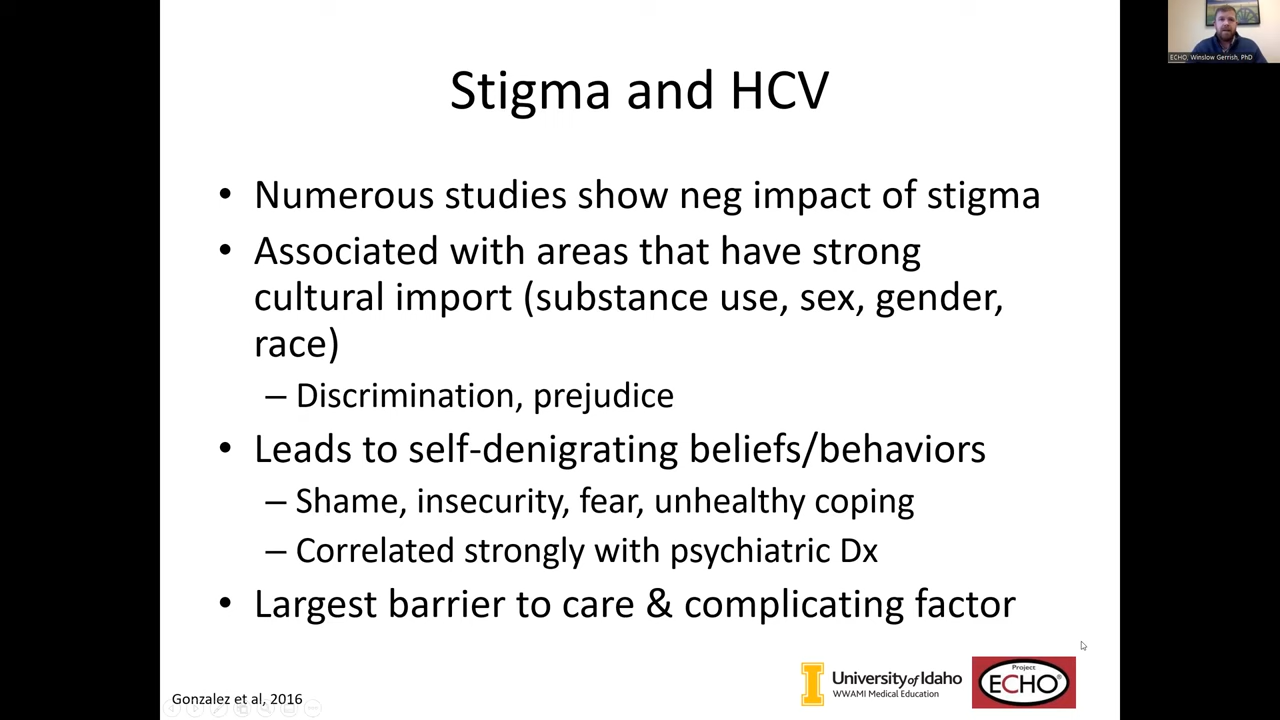 Stigma and HCV
• Numerous studies show neg impact of stigma
• Associated with areas that have strong
cultural import (substance use, sex, gender,
race)
– Discrimination, prejudice
• Leads to self-denigrating beliefs/behaviors
– Shame, insecurity, fear, unhealthy coping
– Correlated strongly with psychiatric Dx
• Largest barrier to care & complicating factor
Gonzalez et al, 2016
I
University of Idaho
WWAMI Medical Education
Project
ECHO®
ECHO, Winslow Gerrish, PhD